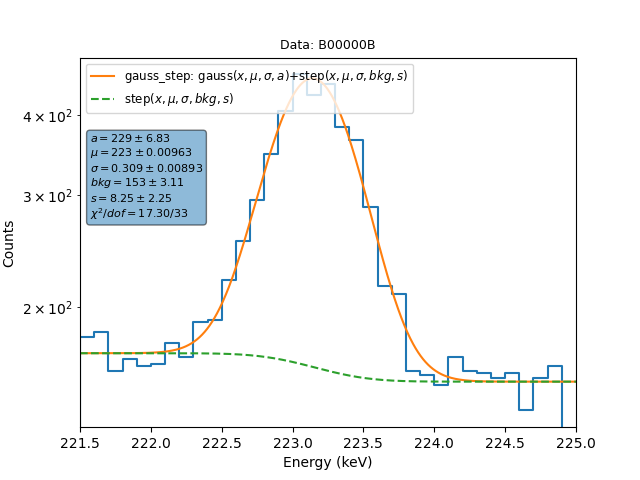 Data: B00000B
gauss_step: gauss(x, μ, σ, a)+step(x, μ, σ, bkg, s)
step(x, μ, σ, bkg, s)
a = 229 ± 6.83
μ = 223 ± 0.00963
σ = 0.309 ± 0.00893
bkg = 153 ± 3.11
s = 8.25 ± 2.25
χ²/dof = 17.30/33
4 × 10²
3 × 10²
2 × 10²
Counts
221.5 222.0 222.5 223.0 223.5 224.0 224.5 225.0
Energy (keV)